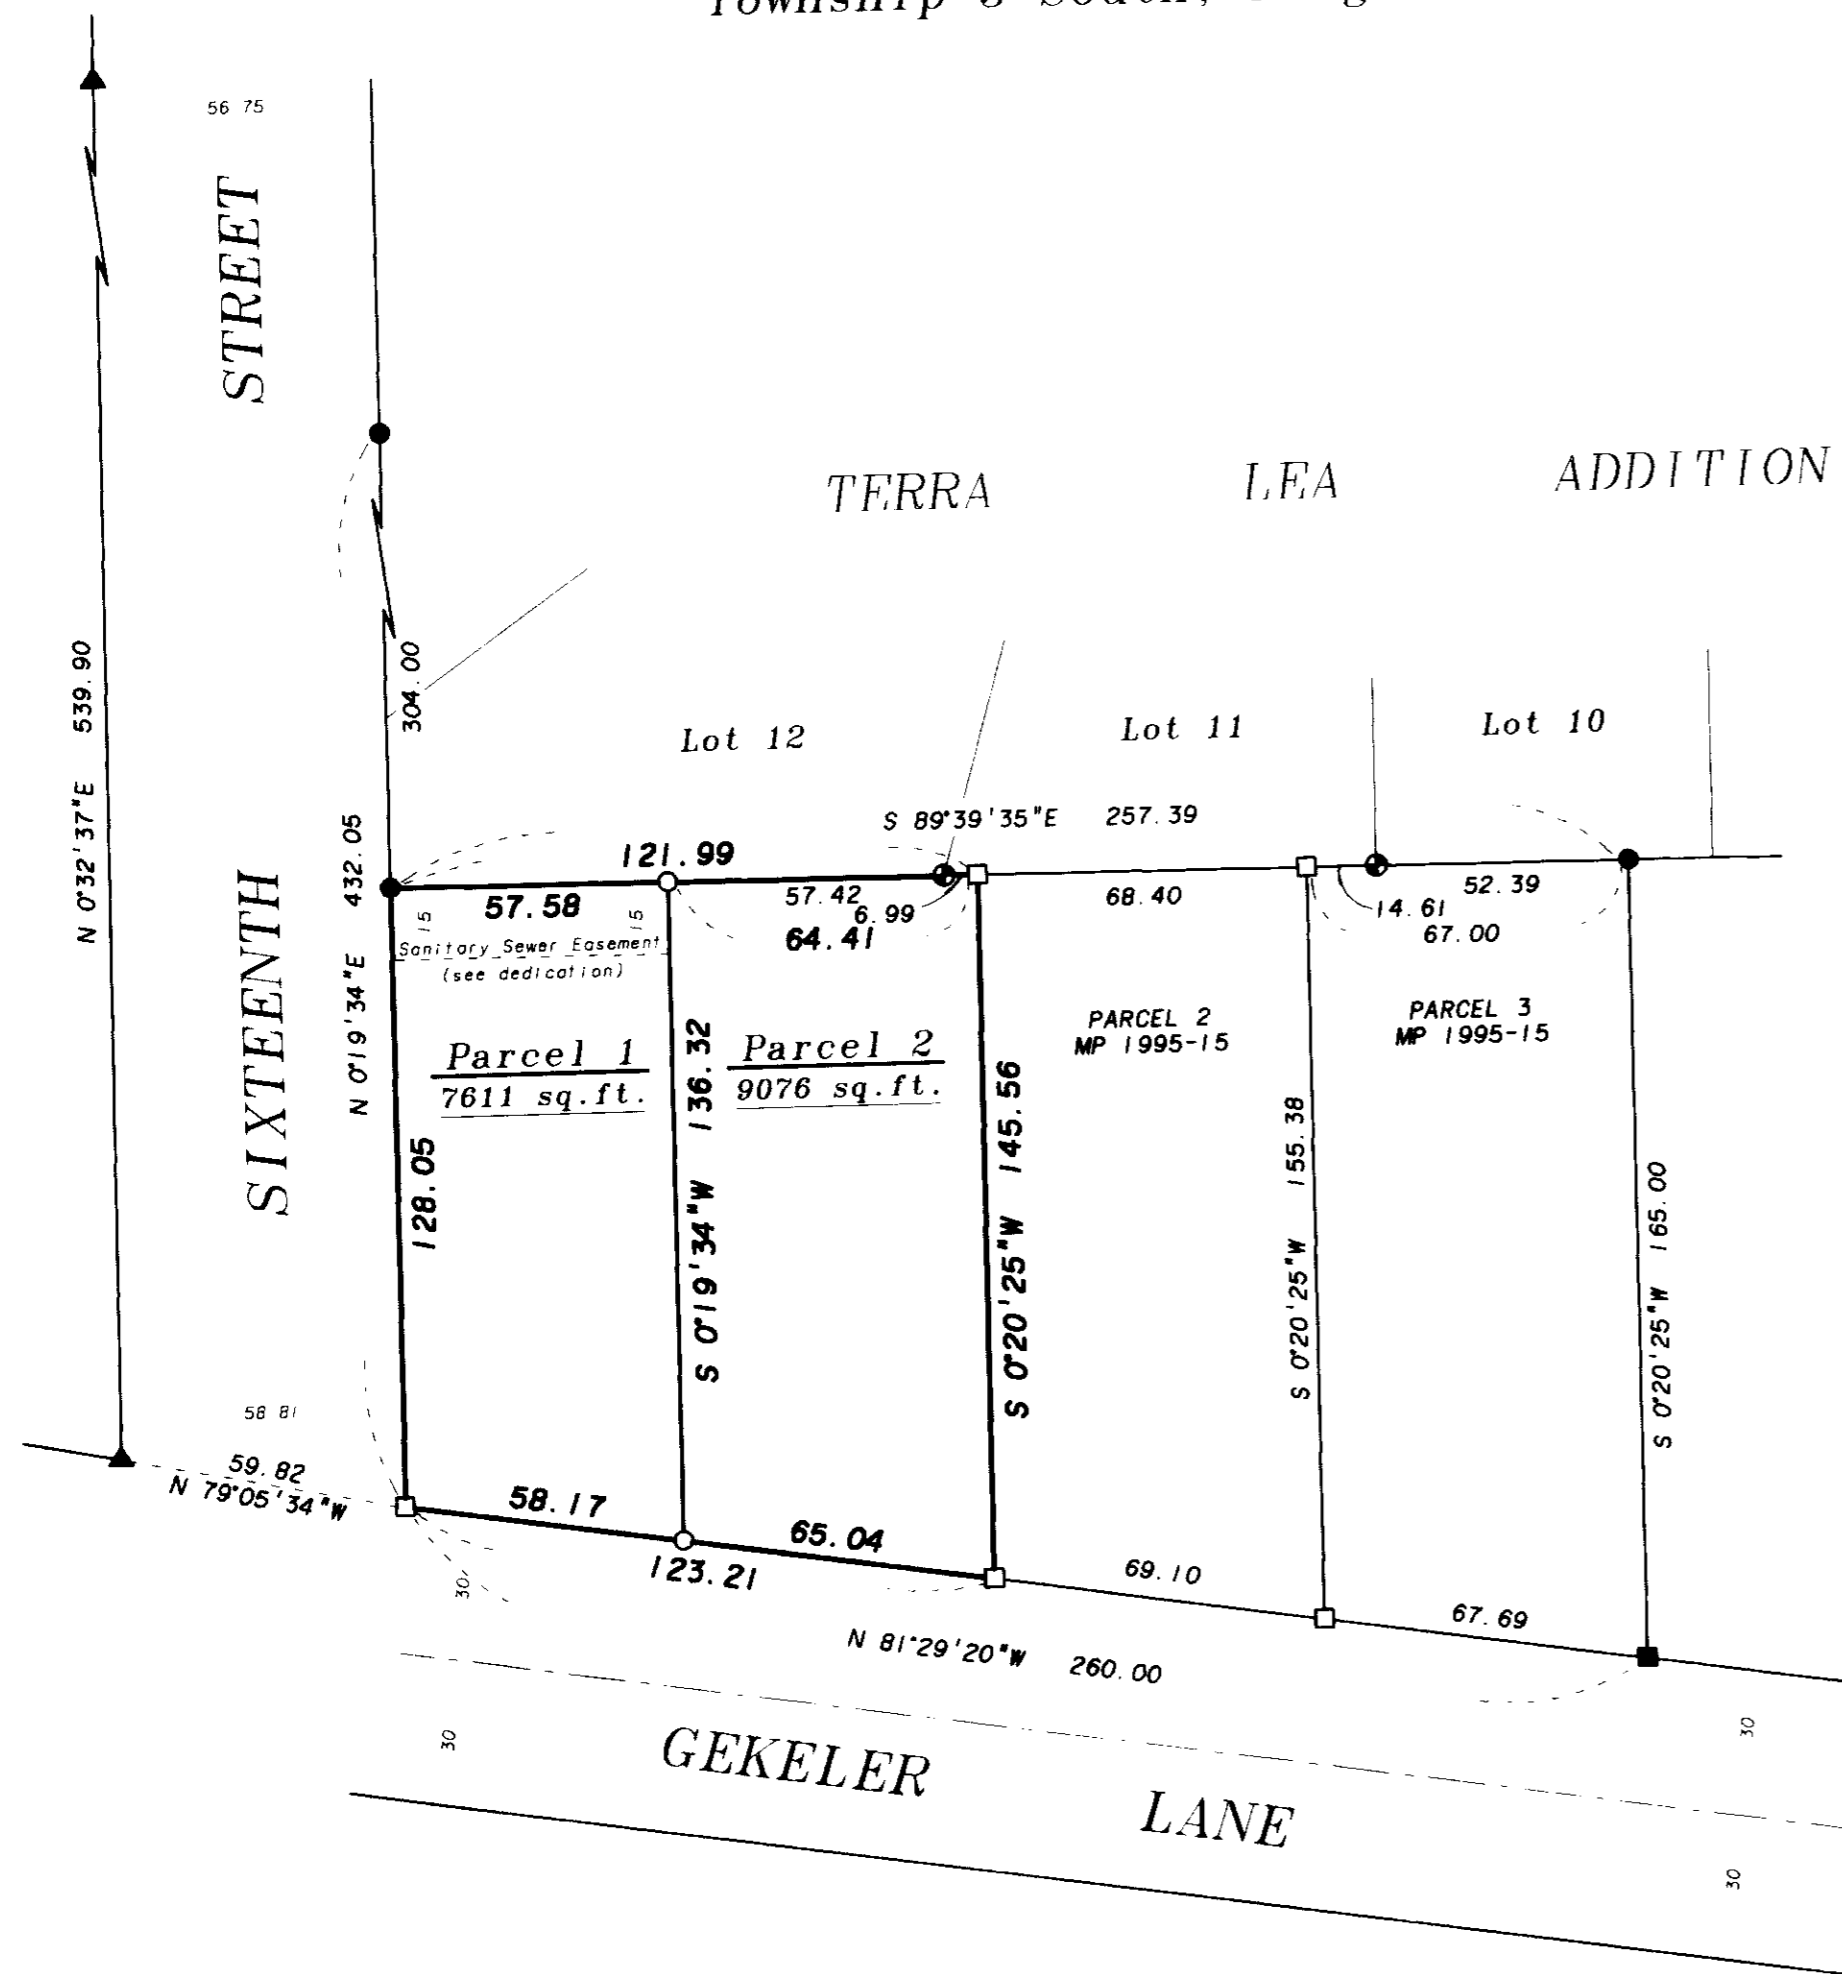 Township 3 South,
56 75
STREET
TERRA LEA ADDITION
N 0°32'37"E 539.90
304.00
Lot 12
Lot 11
Lot 10
S 89°39'35"E 257.39
121.99
N 0°19'34"E 432.05
57.58
57.42
6.99
64.41
68.40
14.61
52.39
67.00
15
15
Sanitary Sewer Easement
(see dedication)
SIXTEENTH
Parcel 1
7611 sq.ft.
Parcel 2
9076 sq.ft.
PARCEL 2
MP 1995-15
PARCEL 3
MP 1995-15
128.05
S 0°19'34"W 136.32
S 0°20'25"W 145.56
S 0°20'25"W 155.38
S 0°20'25"W 165.00
58 81
59.82
N 79°05'34"W
58.17
65.04
123.21
69.10
67.69
30
N 81°29'20"W 260.00
30
30
GEKELER LANE
30